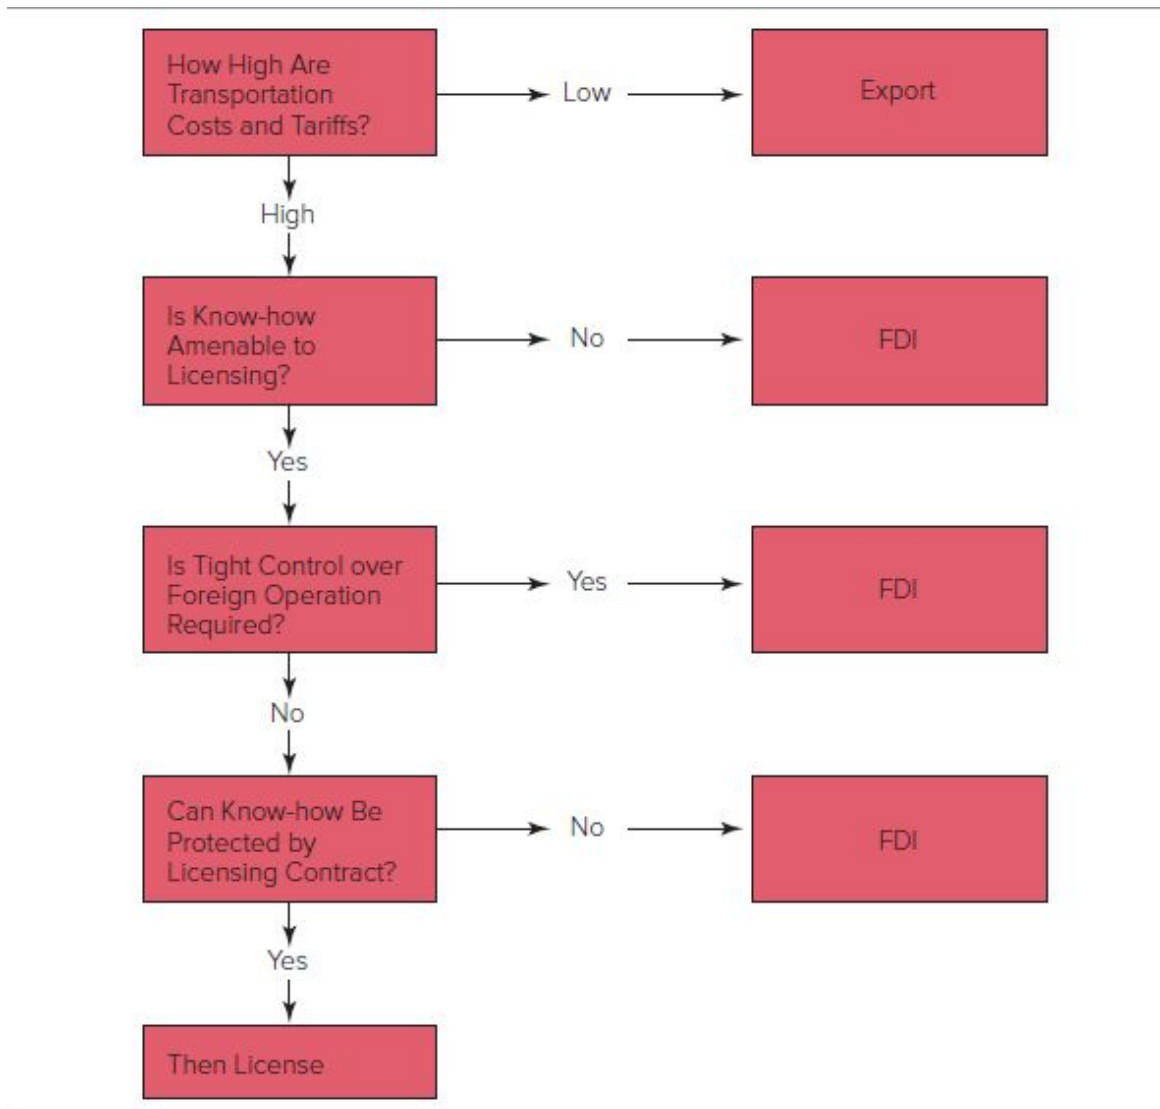 How High Are
Transportation
Costs and Tariffs?
Low
Export
High
Is Know-how
Amenable to
Licensing?
No
FDI
Yes
Is Tight Control over
Foreign Operation
Required?
Yes
FDI
No
Can Know-how Be
Protected by
Licensing Contract?
No
FDI
Yes
Then License